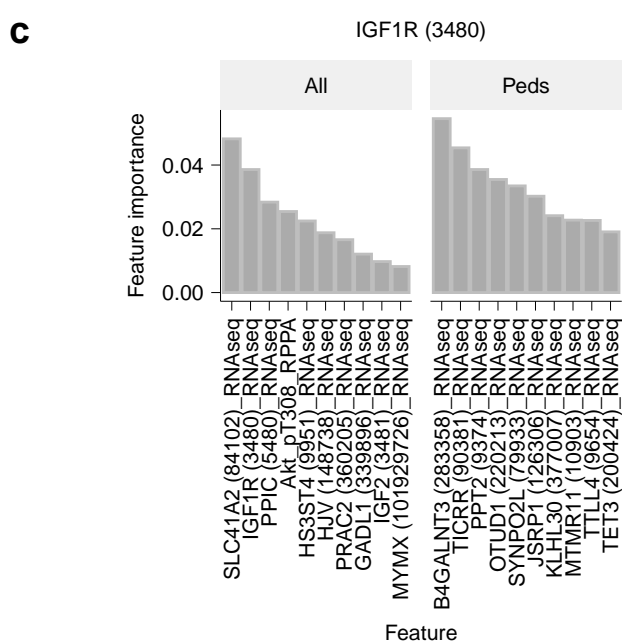 c
IGF1R (3480)
All
Peds
Feature importance
0.04
0.02
0.00
SLC41A2 (84102)_RNAseq
IGF1R (3480)_RNAseq
PPIC (5480)_RNAseq
Akt_pT308_RPPA
HS3ST4 (9951)_RNAseq
HJV (148738)_RNAseq
PRAC2 (360205)_RNAseq
GADL1 (339896)_RNAseq
IGF2 (3481)_RNAseq
MYMX (101929726)_RNAseq
B4GALNT3 (283358)_RNAseq
TICRR (90381)_RNAseq
PPT2 (9374)_RNAseq
OTUD1 (220213)_RNAseq
SYNPO2L (79933)_RNAseq
JSRP1 (126306)_RNAseq
KLHL30 (377007)_RNAseq
MTMR11 (10903)_RNAseq
TTLL4 (9654)_RNAseq
TET3 (200424)_RNAseq
Feature